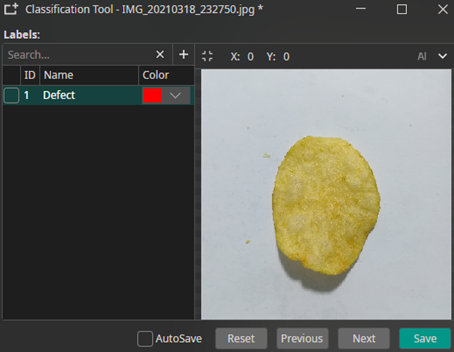 Classification Tool - IMG_20210318_232750.jpg *
Labels:
Search...
X: 0 Y: 0
AI
ID Name Color
1 Defect
AutoSave Reset Previous Next Save